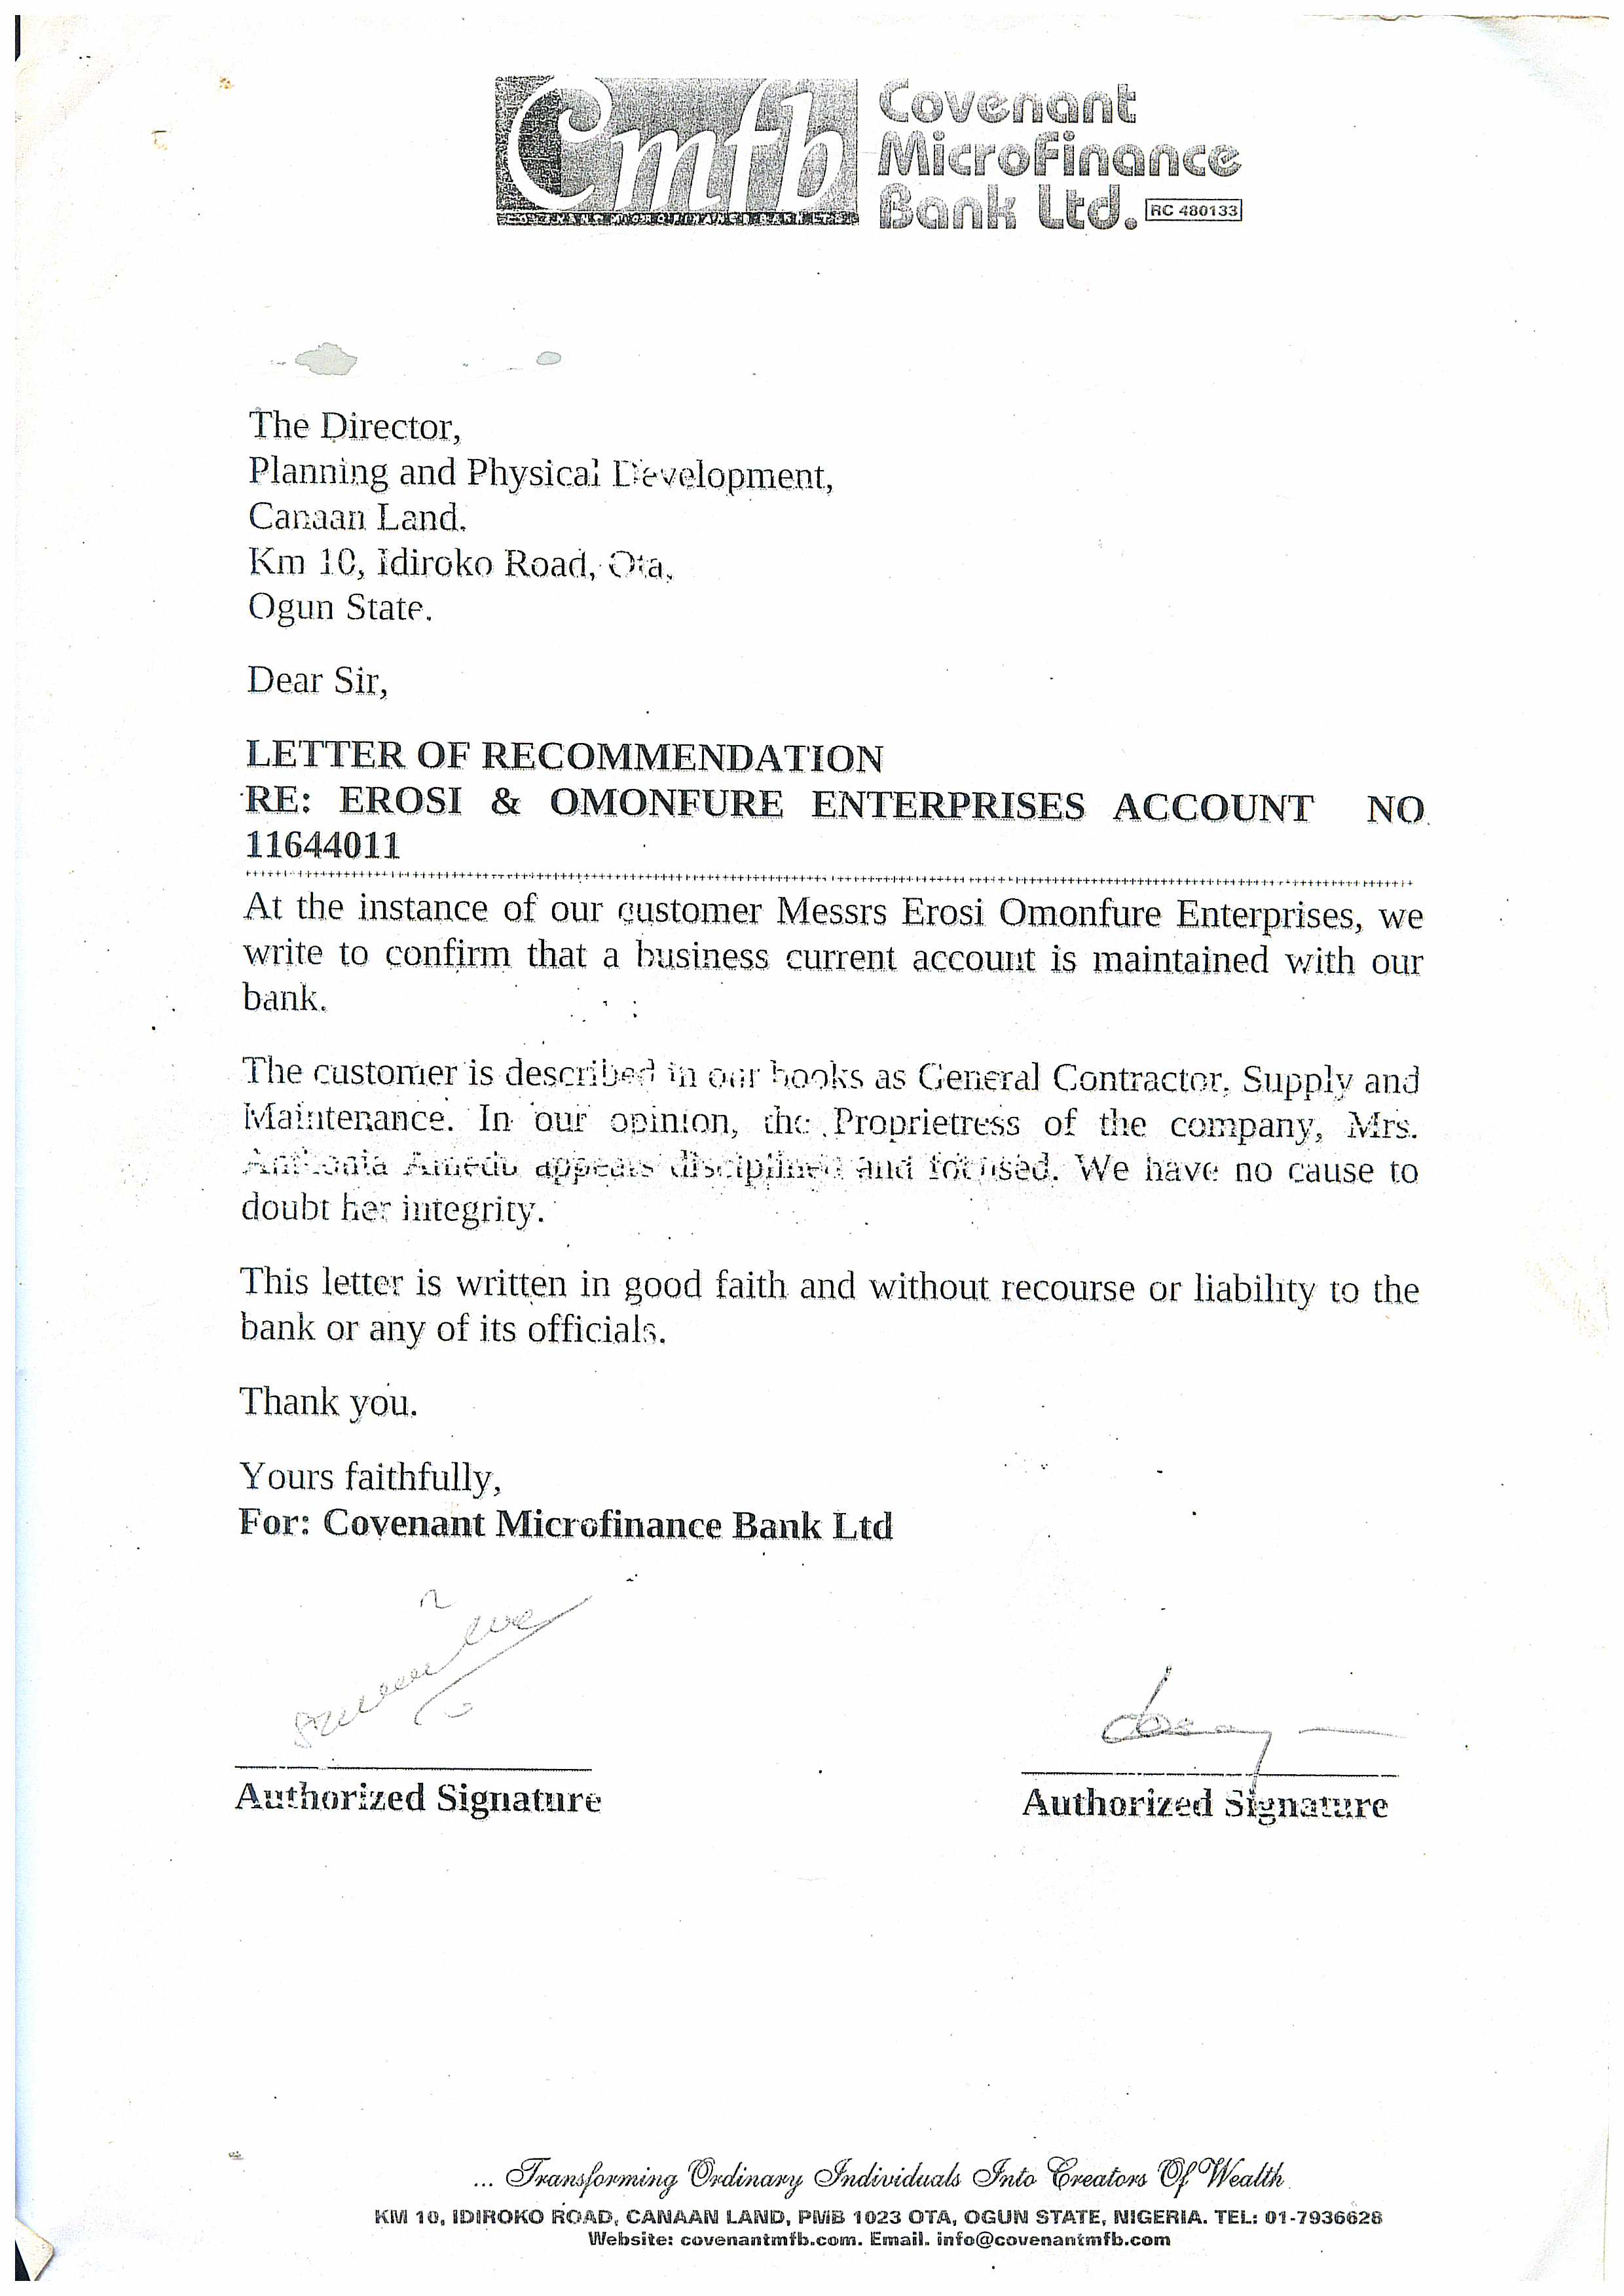 Cmfb
COVENANT MICROFINANCE BANK LTD
Covenant
MicroFinance
Bank Ltd. RC 480133
The Director,
Planning and Physical Development,
Canaan Land.
Km 10, Idiroko Road, Ota,
Ogun State.
Dear Sir,
LETTER OF RECOMMENDATION
RE: EROSI & OMONFURE ENTERPRISES ACCOUNT NO
11644011
At the instance of our customer Messrs Erosi Omonfure Enterprises, we
write to confirm that a business current account is maintained with our
bank.
The customer is described in our books as General Contractor, Supply and
Maintenance. In our opinion, the Proprietress of the company, Mrs.
appears disciplined and focused. We have no cause to
doubt her integrity.
This letter is written in good faith and without recourse or liability to the
bank or any of its officials.
Thank you.
Yours faithfully,
For: Covenant Microfinance Bank Ltd
Authorized Signature
Authorized Signature
... Transforming Ordinary Individuals Into Creators Of Wealth
KM 10, IDIROKO ROAD, CANAAN LAND, PMB 1023 OTA, OGUN STATE, NIGERIA. TEL: 01-7936628
Website: covenantmfb.com. Email. info@covenantmfb.com